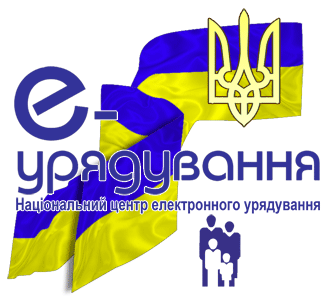 е-
урядування
Національний центр електронного урядування